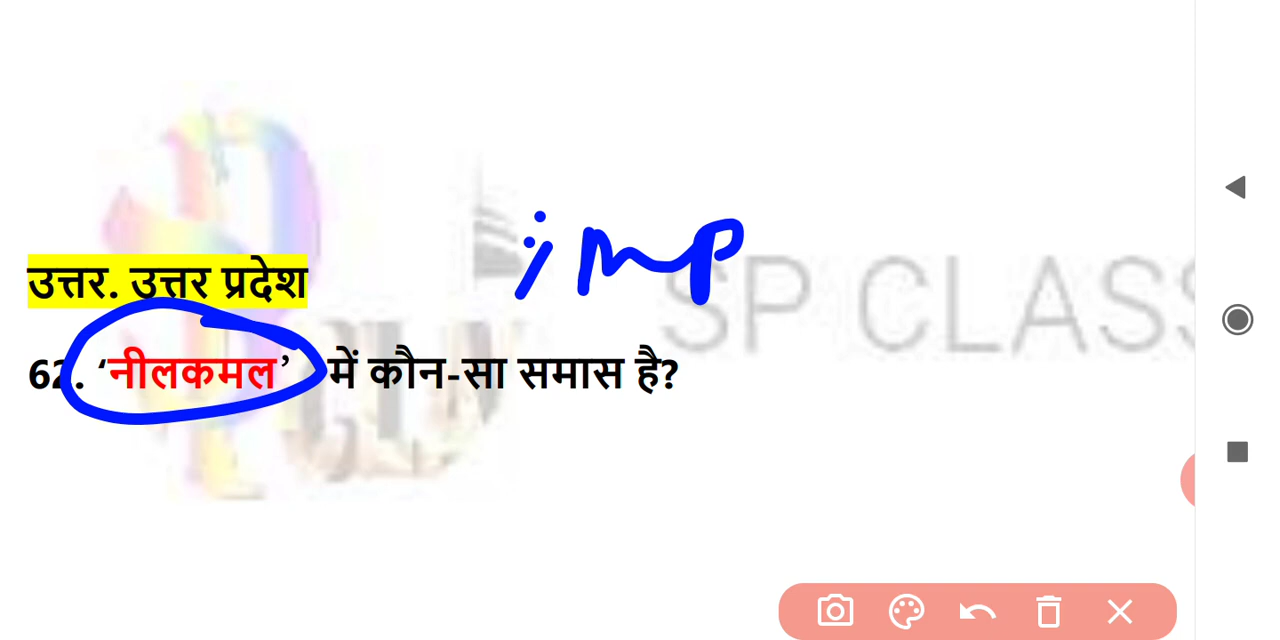 imp
उत्तर. उत्तर प्रदेश
SP CLASS
62. ‘नीलकमल’ में कौन-सा समास है?